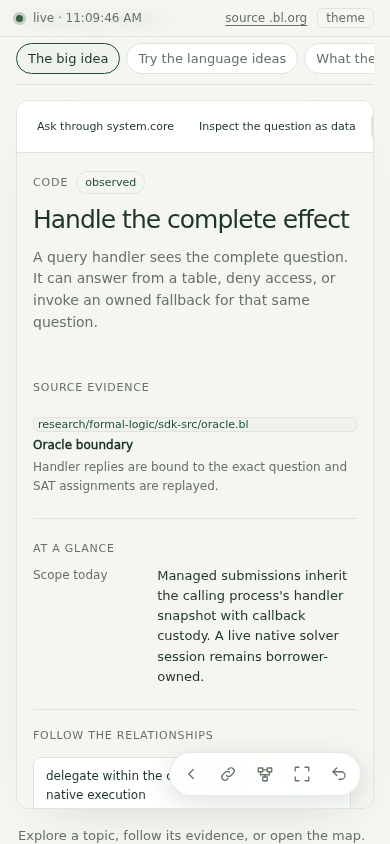 live · 11:09:46 AM
source .bl.org
theme
The big idea
Try the language ideas
What the
Ask through system.core
Inspect the question as data
CODE
observed
Handle the complete effect
A query handler sees the complete question.
It can answer from a table, deny access, or
invoke an owned fallback for that same
question.
SOURCE EVIDENCE
research/formal-logic/sdk-src/oracle.bl
Oracle boundary
Handler replies are bound to the exact question and
SAT assignments are replayed.
AT A GLANCE
Scope today
Managed submissions inherit
the calling process's handler
snapshot with callback
custody. A live native solver
session remains borrower-
owned.
FOLLOW THE RELATIONSHIPS
delegate within the
native execution
Explore a topic, follow its evidence, or open the map.